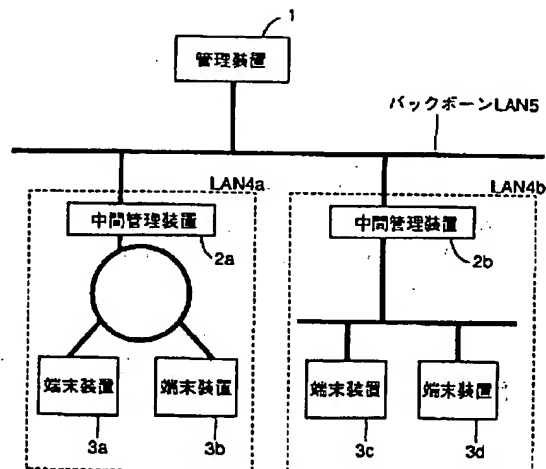 1
管理装置
バックボーンLAN5
LAN4a
LAN4b
中間管理装置
中間管理装置
2a
2b
端末装置
端末装置
端末装置
端末装置
3a
3b
3c
3d